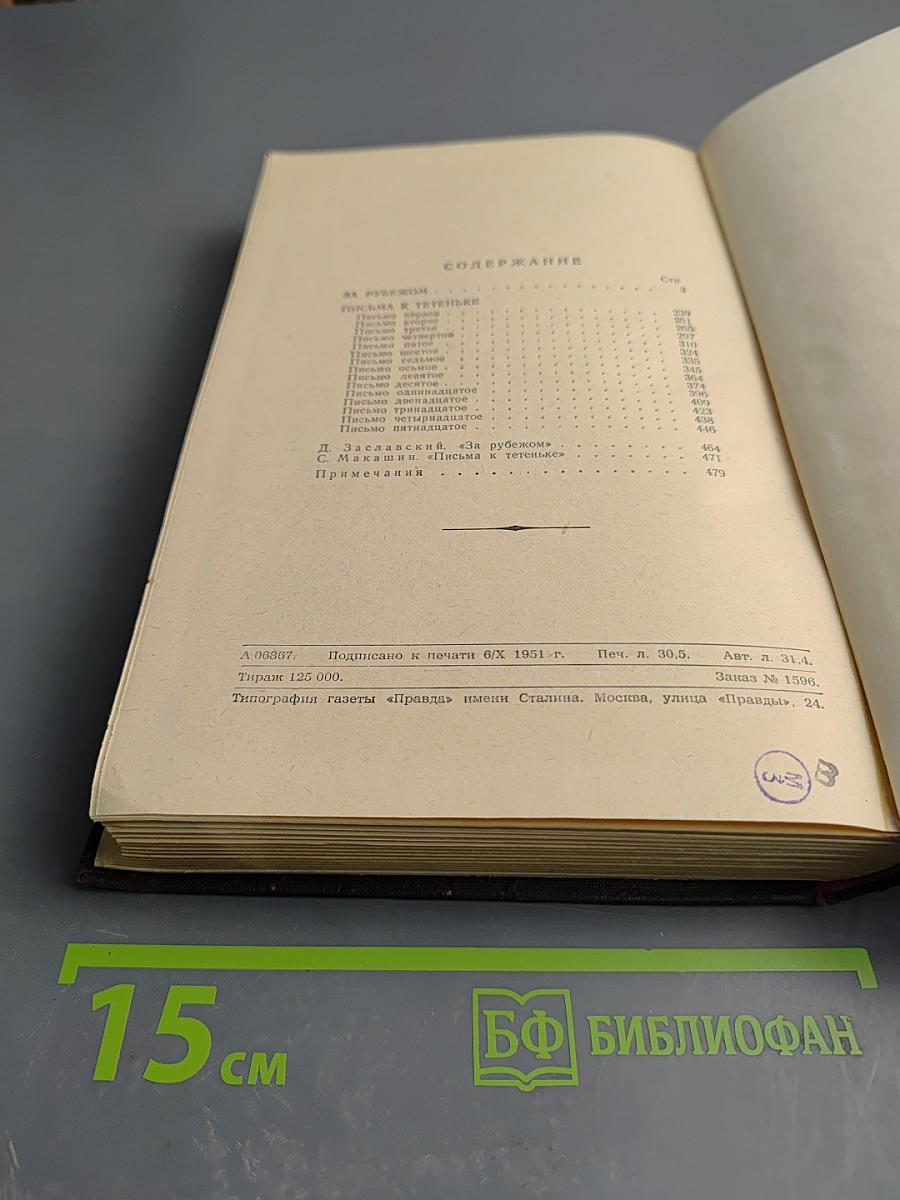 СОДЕРЖАНИЕ
Стр.
ЗА РУБЕЖОМ . . . . . . . . . . . . . . . 3
ПИСЬМА К ТЕТЕНЬКЕ
Письмо первое . . . . . . . . . . . . . . 239
Письмо второе . . . . . . . . . . . . . . 251
Письмо третье . . . . . . . . . . . . . . 265
Письмо четвертое . . . . . . . . . . . . . . 297
Письмо пятое . . . . . . . . . . . . . . 310
Письмо шестое . . . . . . . . . . . . . . 324
Письмо седьмое . . . . . . . . . . . . . . 335
Письмо осьмое . . . . . . . . . . . . . . 345
Письмо девятое . . . . . . . . . . . . . . 364
Письмо десятое . . . . . . . . . . . . . . 374
Письмо одиннадцатое . . . . . . . . . . . . 396
Письмо двенадцатое . . . . . . . . . . . . 409
Письмо тринадцатое . . . . . . . . . . . . 423
Письмо четырнадцатое . . . . . . . . . . . . 438
Письмо пятнадцатое . . . . . . . . . . . . 446
Д. Заславский. «За рубежом» . . . . . . . . . 464
С. Макашин. «Письма к тетеньке» . . . . . . . . 471
Примечания . . . . . . . . . . . . . . . 479
А 06867. Подписано к печати 6/X 1951 г. Печ. л. 30,5. Авт. л. 31,4.
Тираж 125 000. Заказ № 1596.
Типография газеты «Правда» имени Сталина. Москва, улица «Правды», 24.
15 см
БФ БИБЛИОФАН